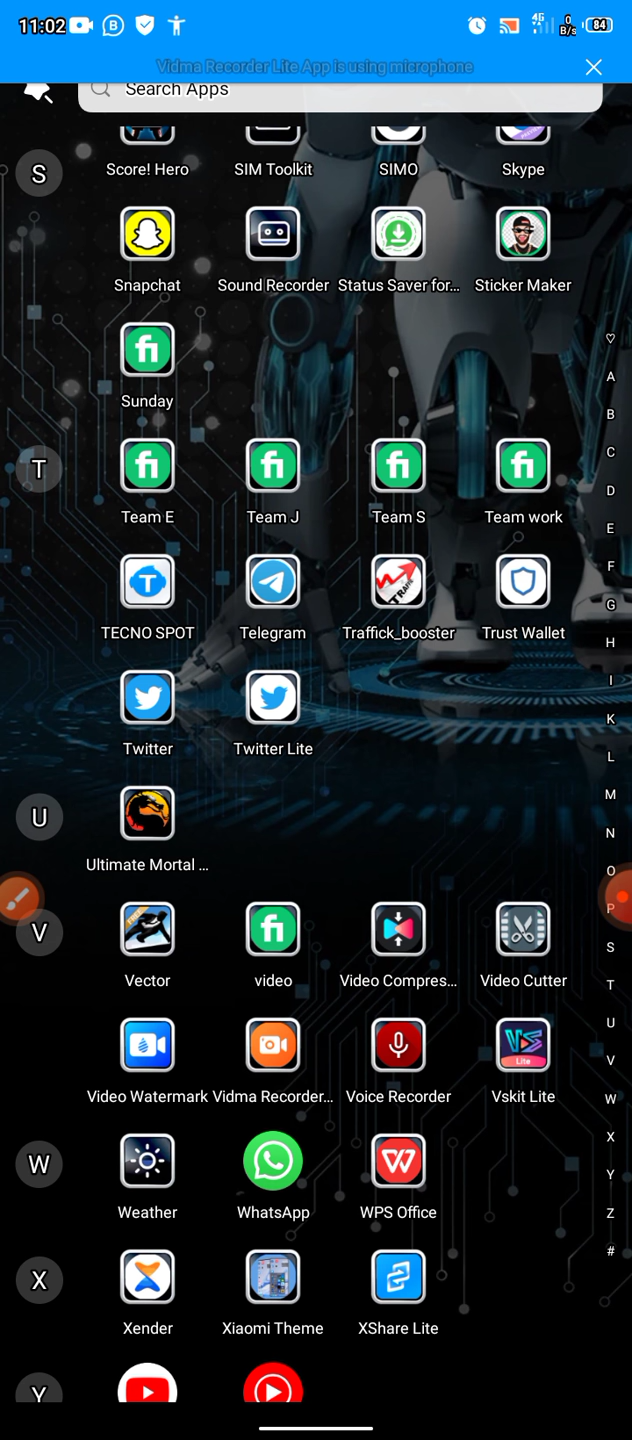 11:02
4G
0
B/s
84
Vidma Recorder Lite App is using microphone
Search Apps
S
Score! Hero
SIM Toolkit
SIMO
Skype
Snapchat
Sound Recorder
Status Saver for...
Sticker Maker
Sunday
T
Team E
Team J
Team S
Team work
TECNO SPOT
Telegram
Traffick_booster
Trust Wallet
Twitter
Twitter Lite
U
Ultimate Mortal ...
V
Vector
video
Video Compres...
Video Cutter
Video Watermark
Vidma Recorder...
Voice Recorder
Vskit Lite
W
Weather
WhatsApp
WPS Office
X
Xender
Xiaomi Theme
XShare Lite
Y
A
B
C
D
E
F
G
H
I
K
L
M
N
O
P
S
T
U
V
W
X
Y
Z
#